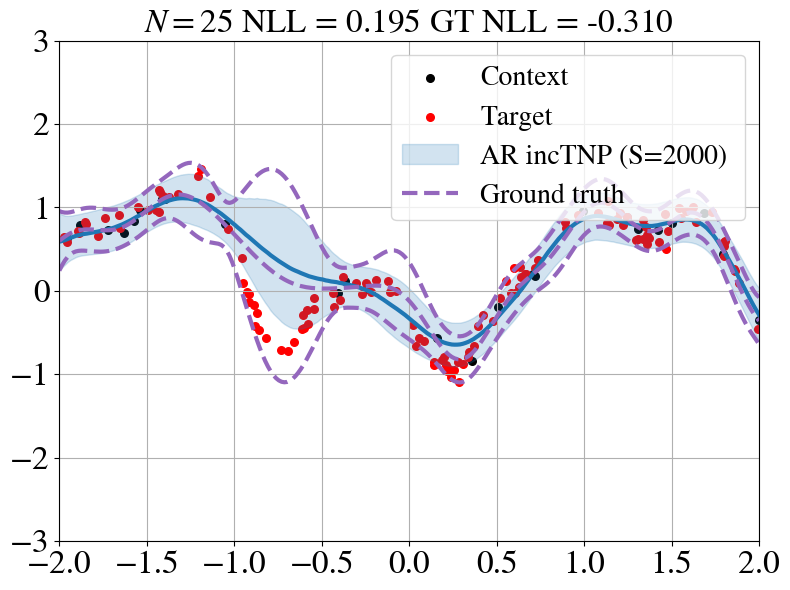 N = 25 NLL = 0.195 GT NLL = -0.310
3
2
1
0
−1
−2
−3
Context
Target
AR incTNP (S=2000)
Ground truth
−2.0 −1.5 −1.0 −0.5 0.0 0.5 1.0 1.5 2.0